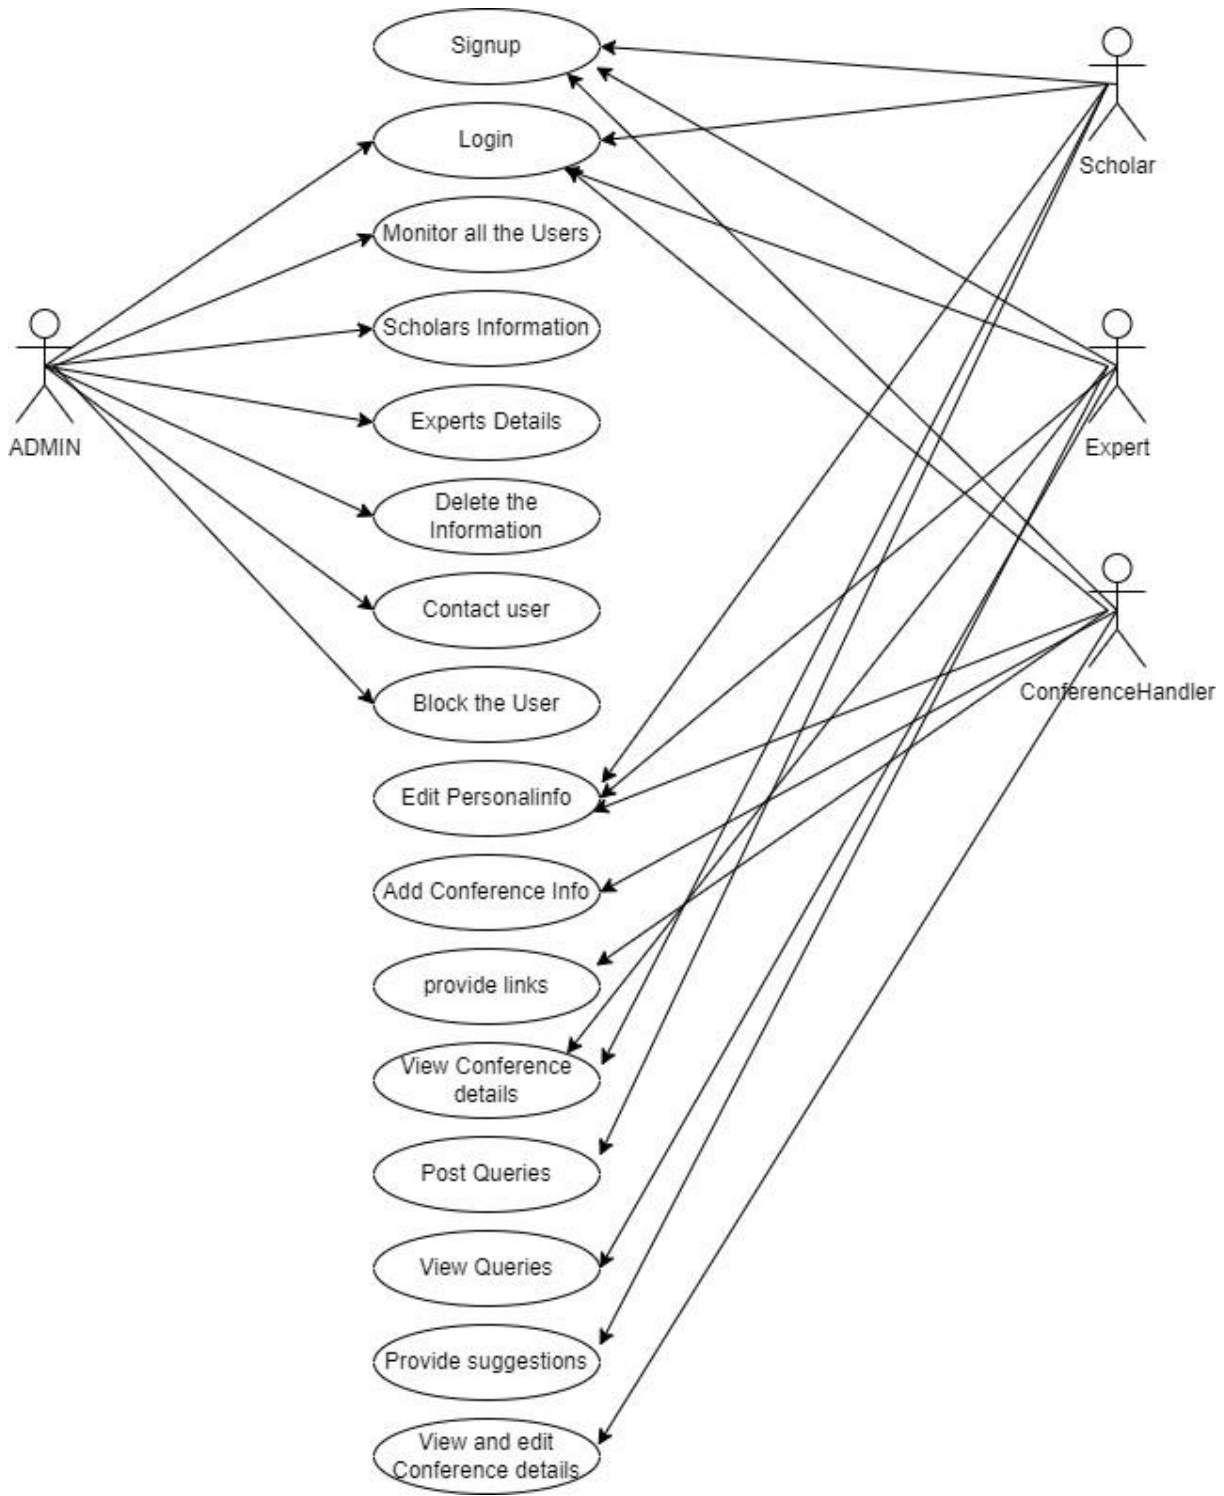 Signup
Login
Monitor all the Users
Scholars Information
Experts Details
Delete the
Information
Contact user
Block the User
Edit Personalinfo
Add Conference Info
provide links
View Conference
details
Post Queries
View Queries
Provide suggestions
View and edit
Conference details
ADMIN
Scholar
Expert
ConferenceHandler